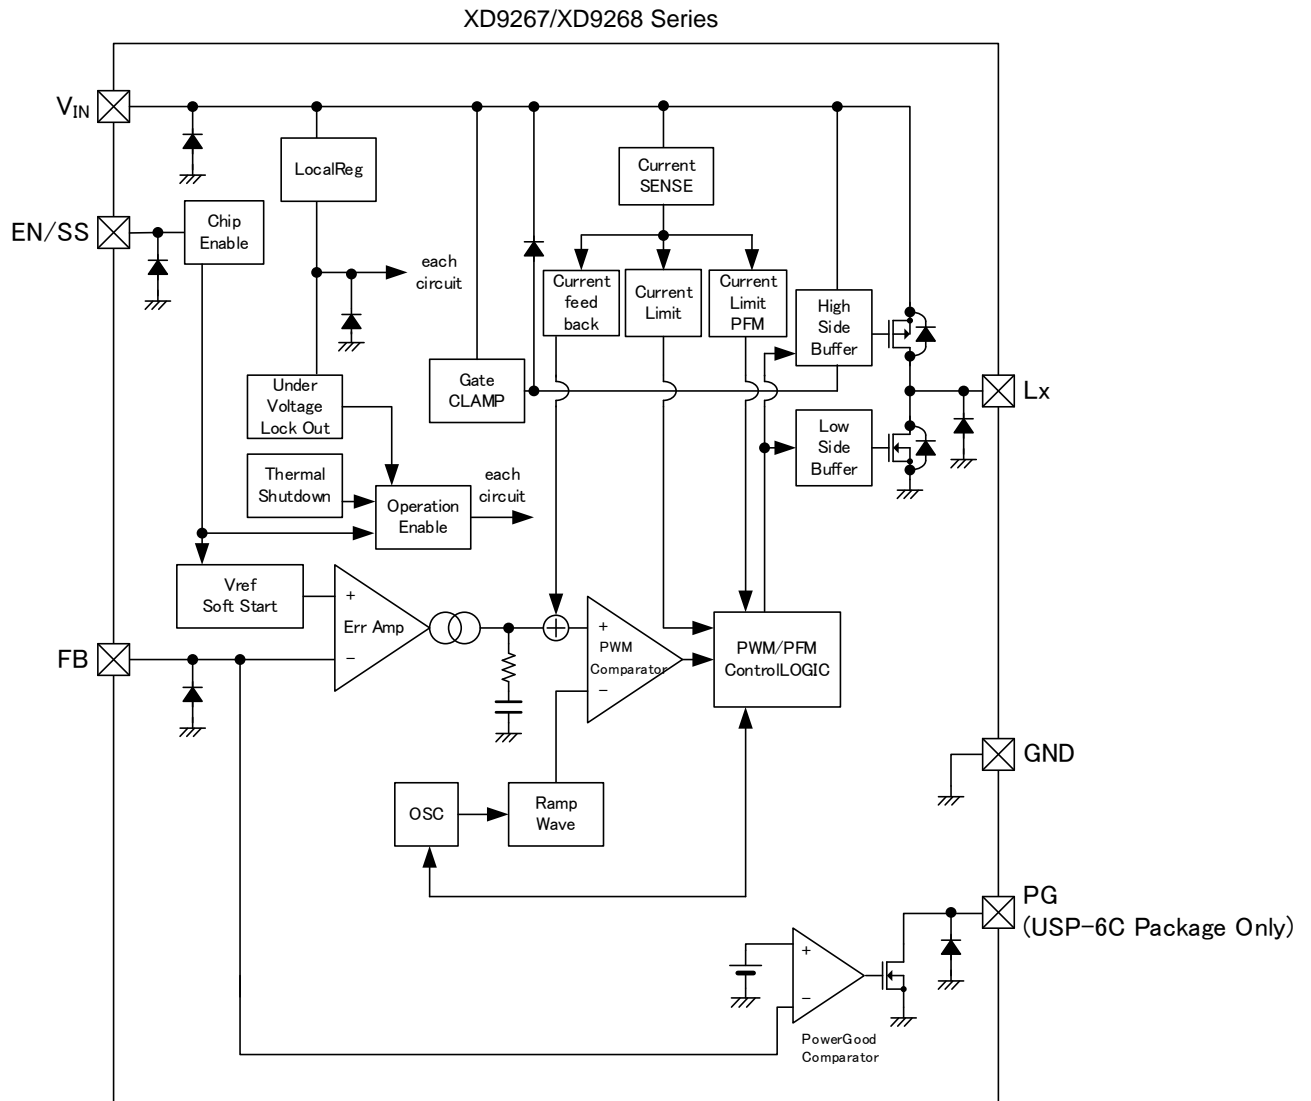 XD9267/XD9268 Series
VIN
LocalReg
Current
SENSE
EN/SS
Chip
Enable
each
circuit
Current
feed
back
Current
Limit
Current
Limit
PFM
High
Side
Buffer
Gate
CLAMP
Under
Voltage
Lock Out
Lx
Low
Side
Buffer
Thermal
Shutdown
Operation
Enable
each
circuit
Vref
Soft Start
+
Err Amp
−
+
PWM
Comparator
−
PWM/PFM
ControlLOGIC
FB
GND
OSC
Ramp
Wave
PG
(USP-6C Package Only)
+
−
PowerGood
Comparator